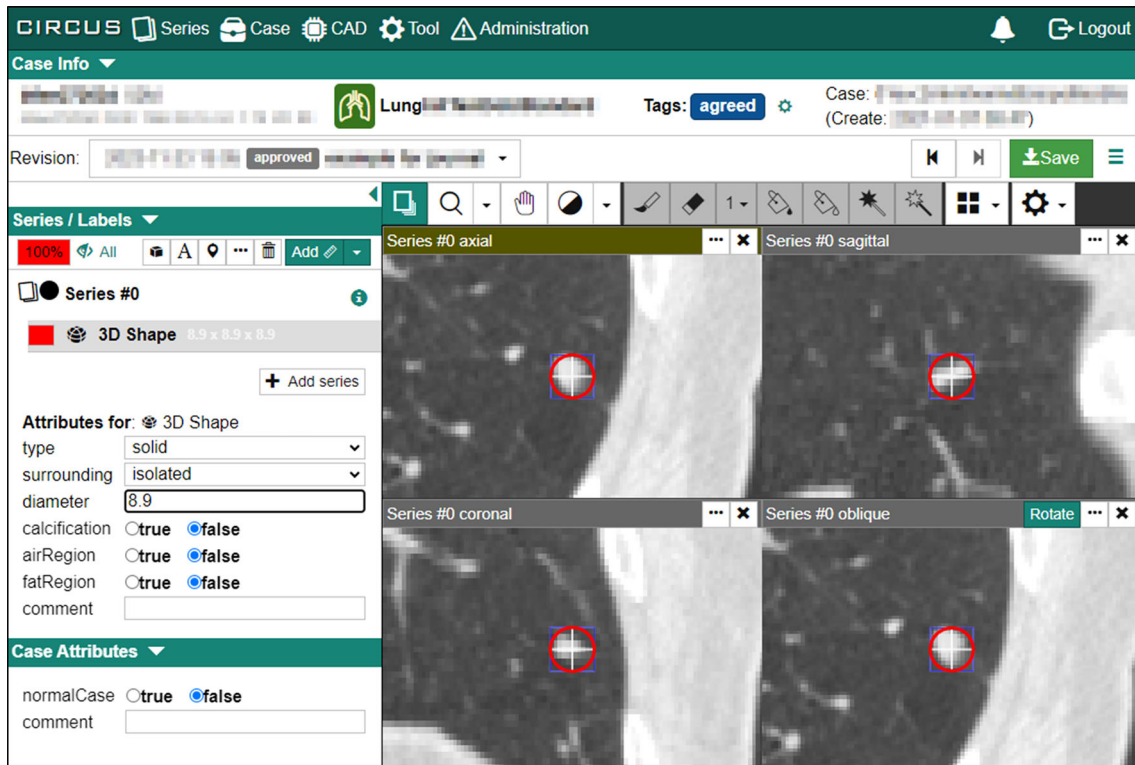 CIRCUS Series Case CAD Tool Administration Logout
Case Info
Lung Tags: agreed Case:
(Create: )
Revision: approved Save
1
Series / Labels
100% All A Add
Series #0
3D Shape 8.9 x 8.9 x 8.9
+ Add series
Attributes for: 3D Shape
type solid
surrounding isolated
diameter 8.9
calcification true false
airRegion true false
fatRegion true false
comment
Case Attributes
normalCase true false
comment
Series #0 axial
Series #0 sagittal
Series #0 coronal
Series #0 oblique Rotate